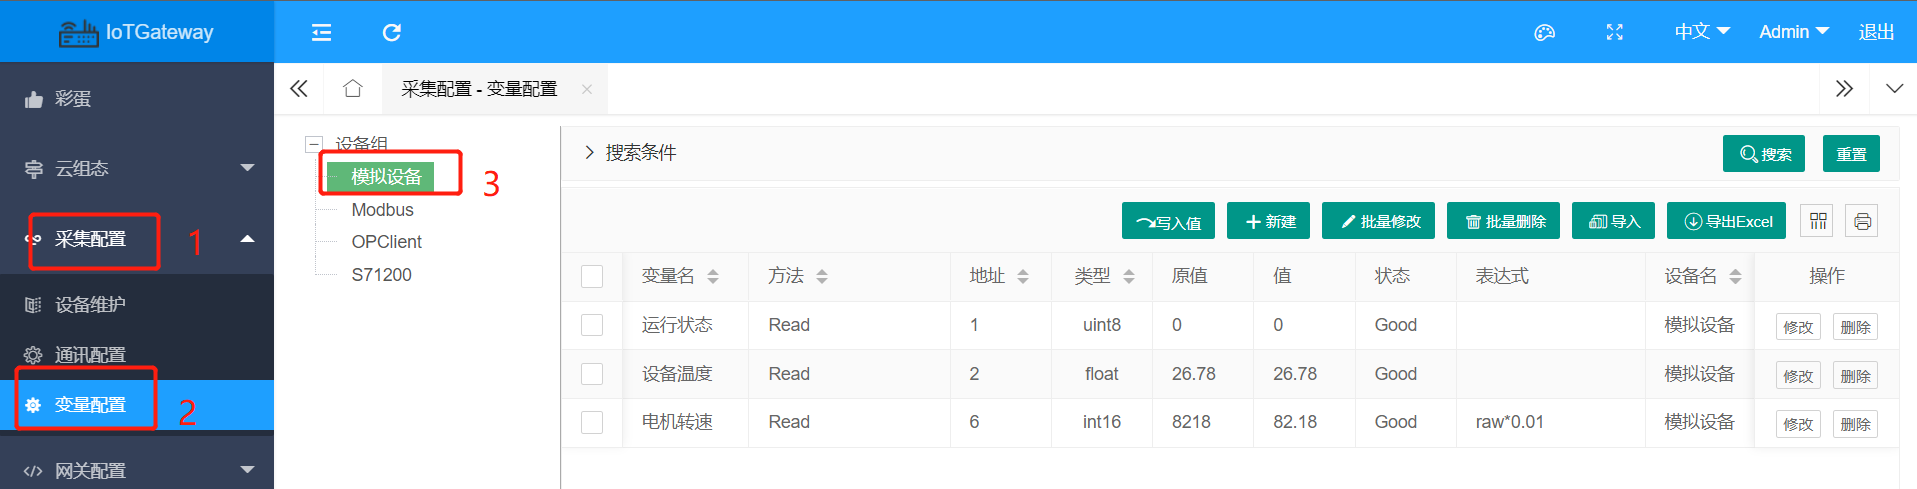 IoTGateway
中文
Admin
退出
彩蛋
云组态
采集配置
1
设备维护
通讯配置
变量配置
2
网关配置
采集配置 - 变量配置
设备组
模拟设备
3
Modbus
OPClient
S71200
搜索条件
搜索
重置
写入值
新建
批量修改
批量删除
导入
导出Excel
变量名 方法 地址 类型 原值 值 状态 表达式 设备名 操作
运行状态 Read 1 uint8 0 0 Good 模拟设备 修改 删除
设备温度 Read 2 float 26.78 26.78 Good 模拟设备 修改 删除
电机转速 Read 6 int16 8218 82.18 Good raw*0.01 模拟设备 修改 删除